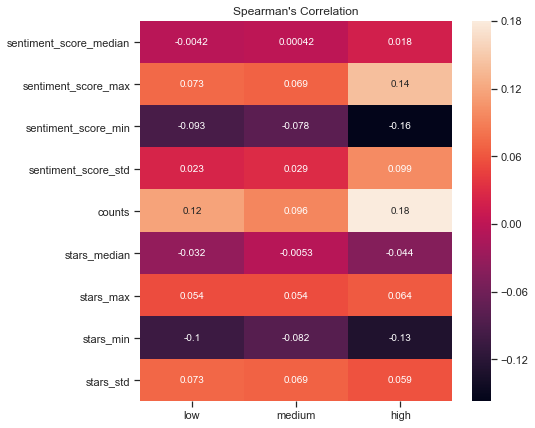 Spearman's Correlation
sentiment_score_median -0.0042 0.00042 0.018
sentiment_score_max 0.073 0.069 0.14
sentiment_score_min -0.093 -0.078 -0.16
sentiment_score_std 0.023 0.029 0.099
counts 0.12 0.096 0.18
stars_median -0.032 -0.0053 -0.044
stars_max 0.054 0.054 0.064
stars_min -0.1 -0.082 -0.13
stars_std 0.073 0.069 0.059
low medium high
0.18
0.12
0.06
0.00
−0.06
−0.12